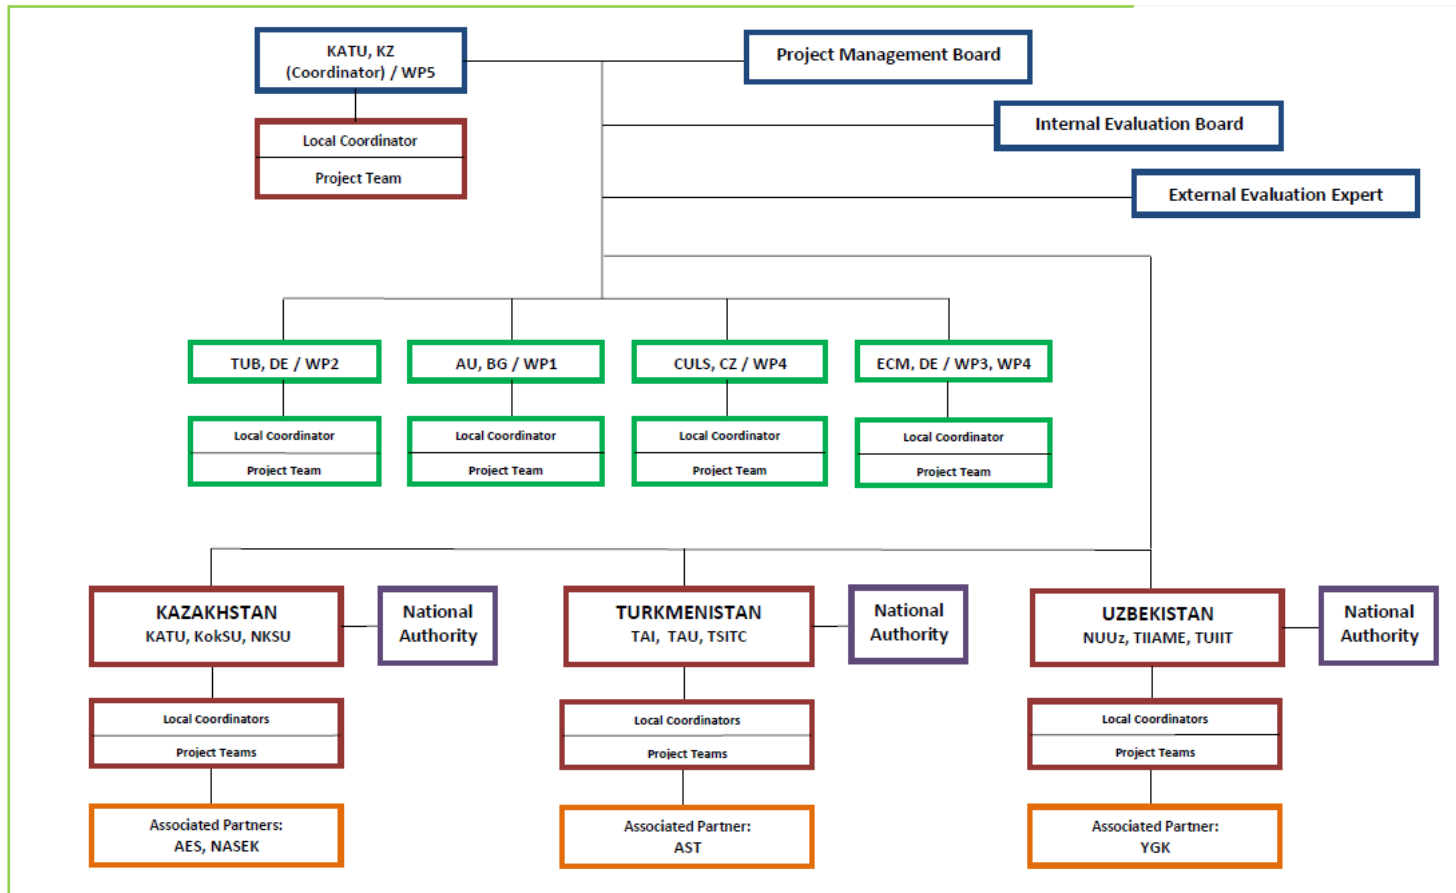 KATU, KZ
(Coordinator) / WP5
Project Management Board
Local Coordinator
Project Team
Internal Evaluation Board
External Evaluation Expert
TUB, DE / WP2
AU, BG / WP1
CULS, CZ / WP4
ECM, DE / WP3, WP4
Local Coordinator
Project Team
Local Coordinator
Project Team
Local Coordinator
Project Team
Local Coordinator
Project Team
KAZAKHSTAN
KATU, KokSU, NKSU
National
Authority
TURKMENISTAN
TAI, TAU, TSITC
National
Authority
UZBEKISTAN
NUUz, TIIAME, TUIIT
National
Authority
Local Coordinators
Project Teams
Local Coordinators
Project Teams
Local Coordinators
Project Teams
Associated Partners:
AES, NASEK
Associated Partner:
AST
Associated Partner:
YGK